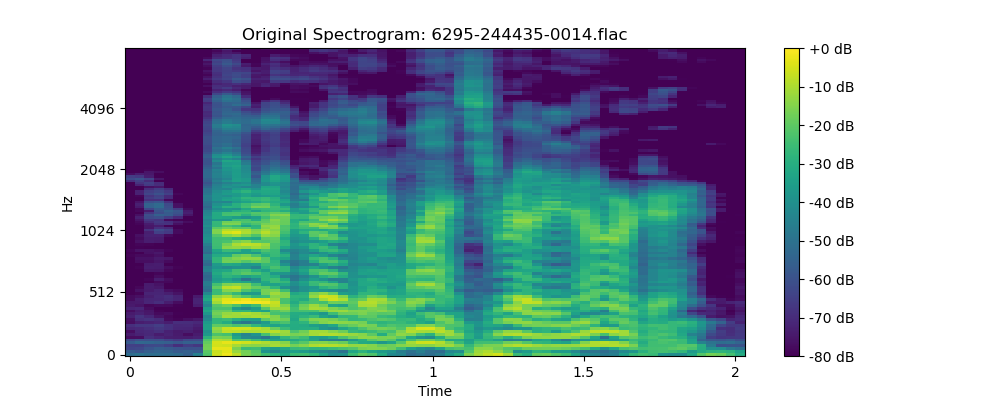 Original Spectrogram: 6295-244435-0014.flac
Hz
4096
2048
1024
512
0
0
0.5
1
1.5
2
Time
+0 dB
-10 dB
-20 dB
-30 dB
-40 dB
-50 dB
-60 dB
-70 dB
-80 dB